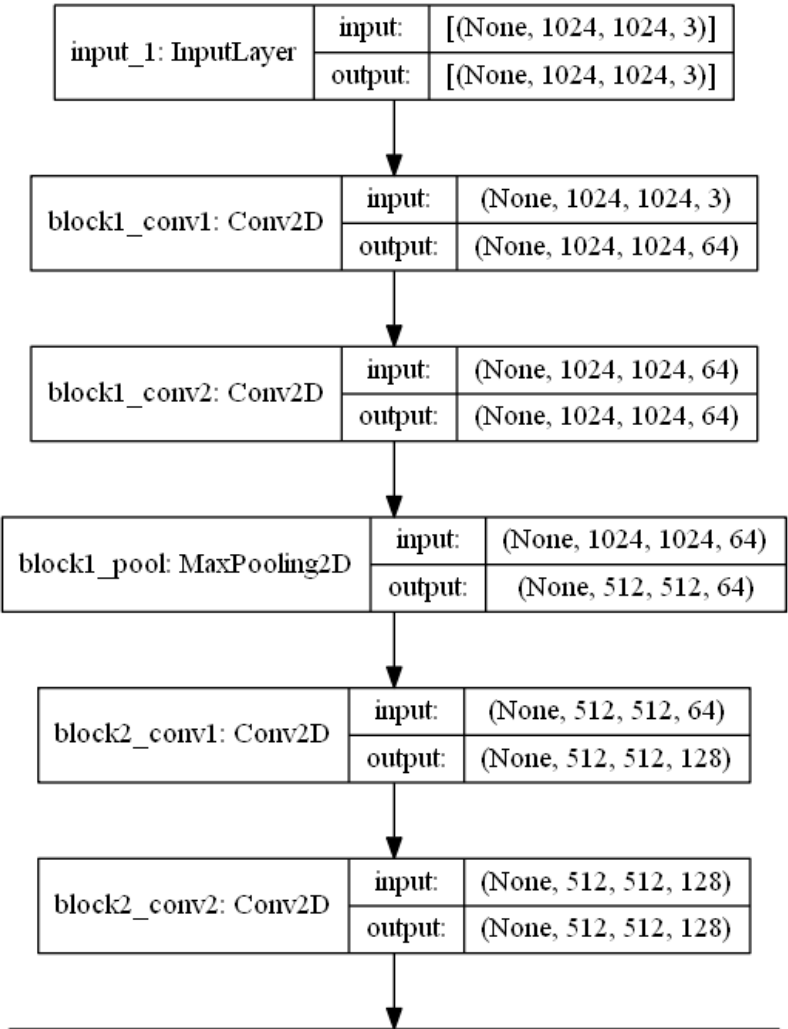 input_1: InputLayer
input: [(None, 1024, 1024, 3)]
output: [(None, 1024, 1024, 3)]
block1_conv1: Conv2D
input: (None, 1024, 1024, 3)
output: (None, 1024, 1024, 64)
block1_conv2: Conv2D
input: (None, 1024, 1024, 64)
output: (None, 1024, 1024, 64)
block1_pool: MaxPooling2D
input: (None, 1024, 1024, 64)
output: (None, 512, 512, 64)
block2_conv1: Conv2D
input: (None, 512, 512, 64)
output: (None, 512, 512, 128)
block2_conv2: Conv2D
input: (None, 512, 512, 128)
output: (None, 512, 512, 128)